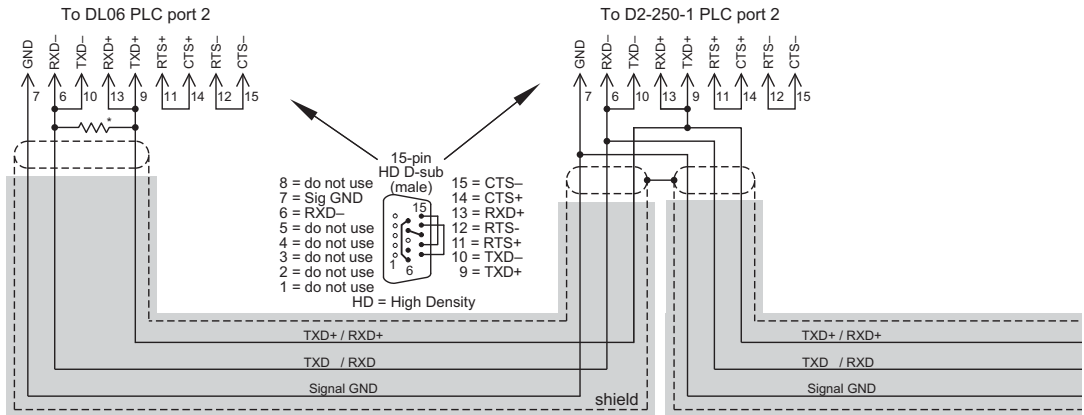 To DL06 PLC port 2
To D2-250-1 PLC port 2
GND RXD– TXD– RXD+ TXD+ RTS+ CTS+ RTS– CTS–
7 6 10 13 9 11 14 12 15
*
GND RXD– TXD– RXD+ TXD+ RTS+ CTS+ RTS– CTS–
7 6 10 13 9 11 14 12 15
15-pin
HD D-sub
(male)
8 = do not use
7 = Sig GND
6 = RXD–
5 = do not use
4 = do not use
3 = do not use
2 = do not use
1 = do not use
15
1
6
15 = CTS–
14 = CTS+
13 = RXD+
12 = RTS-
11 = RTS+
10 = TXD–
9 = TXD+
HD = High Density
TXD+ / RXD+
TXD / RXD
Signal GND
shield
TXD+ / RXD+
TXD / RXD
Signal GND